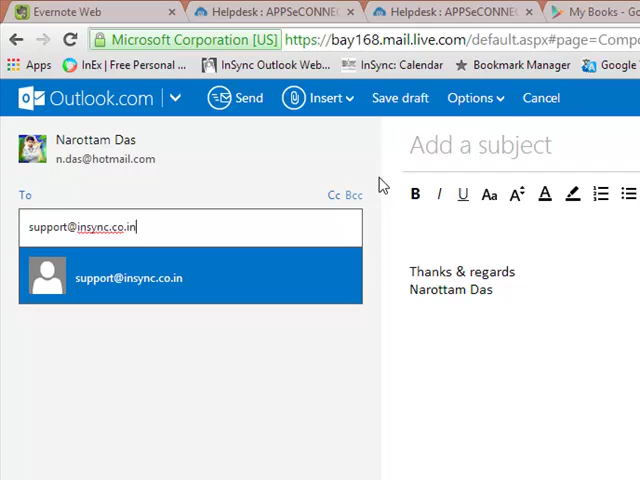 Evernote Web
Helpdesk : APPSeCONNEC
Helpdesk : APPSeCONNEC
My Books - G
Microsoft Corporation [US] https://bay168.mail.live.com/default.aspx#page=Compo
Apps InEx | Free Personal ... InSync Outlook Web... InSync: Calendar Bookmark Manager Google
Outlook.com Send Insert Save draft Options Cancel
Narottam Das
n.das@hotmail.com
Add a subject
To Cc Bcc
B I U Aa A A
support@insync.co.in
support@insync.co.in
Thanks & regards
Narottam Das